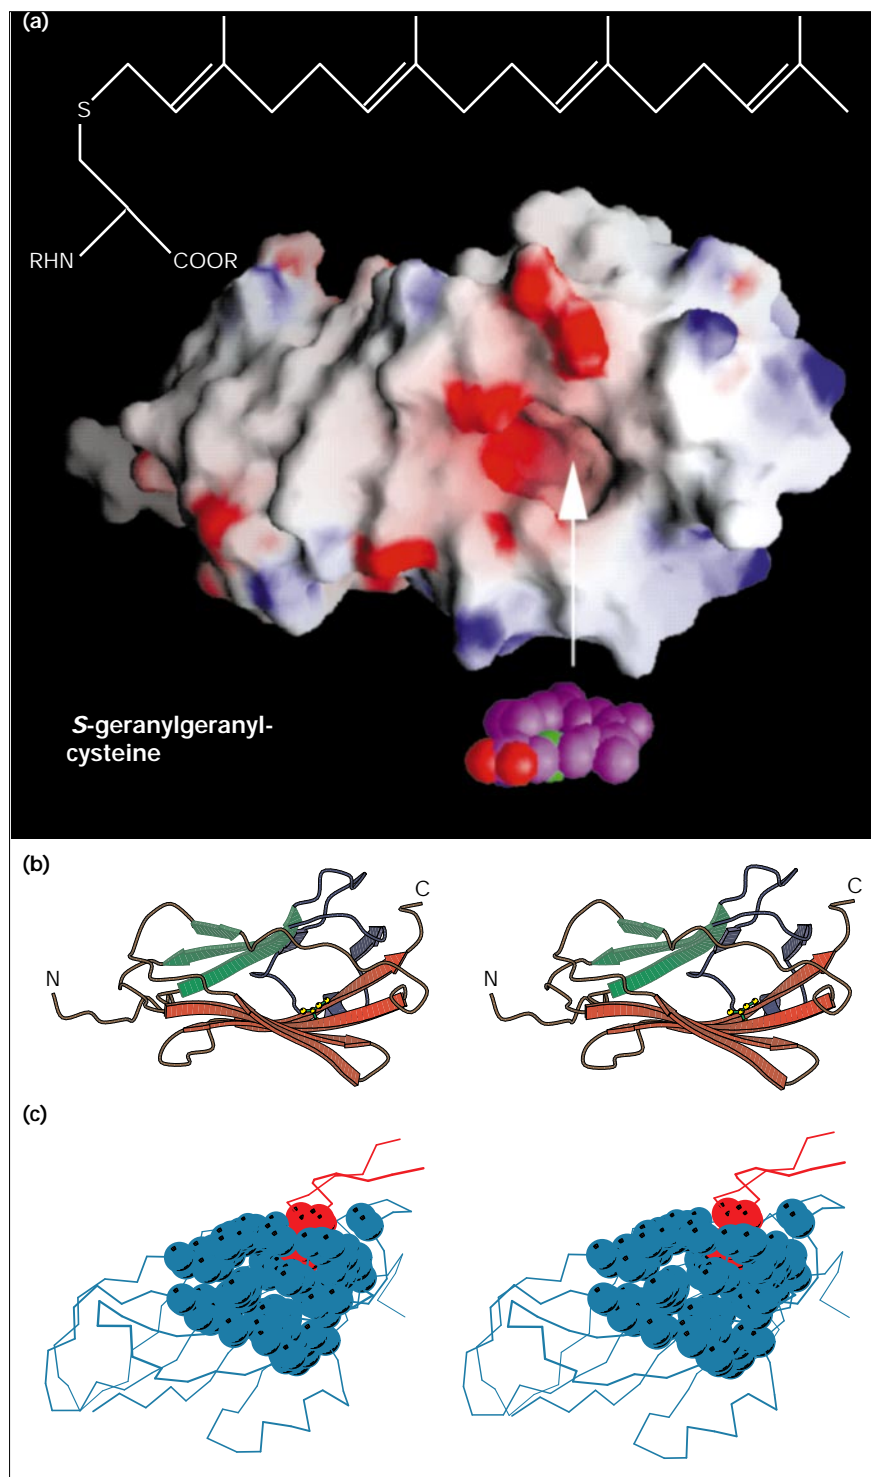 (a)
S
RHN
COOR
S-geranylgeranyl-
cysteine
(b)
C
C
N
N
(c)